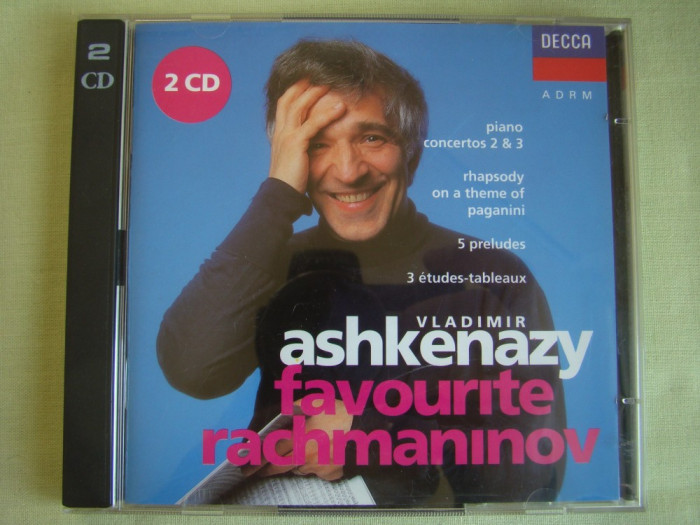 2
CD
2 CD
DECCA
ADRM
piano
concertos 2 & 3
rhapsody
on a theme of
paganini
5 preludes
3 études-tableaux
VLADIMIR
ashkenazy
favourite
rachmaninov